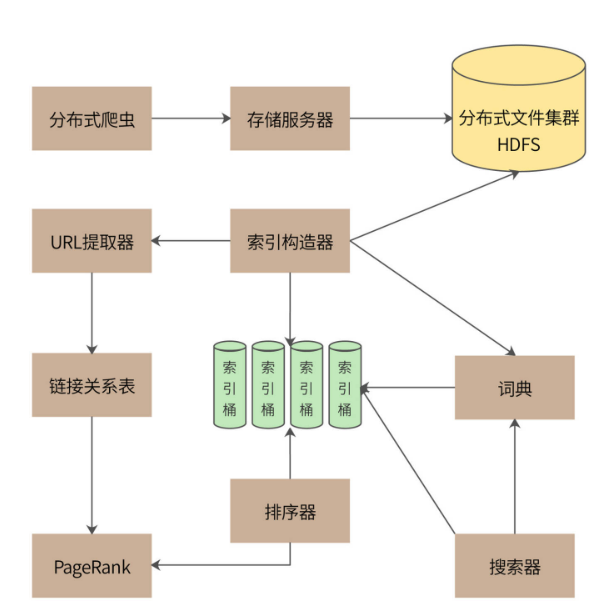 分布式爬虫
存储服务器
分布式文件集群
HDFS
URL提取器
索引构造器
链接关系表
索引桶
索引桶
索引桶
索引桶
词典
排序器
PageRank
搜索器